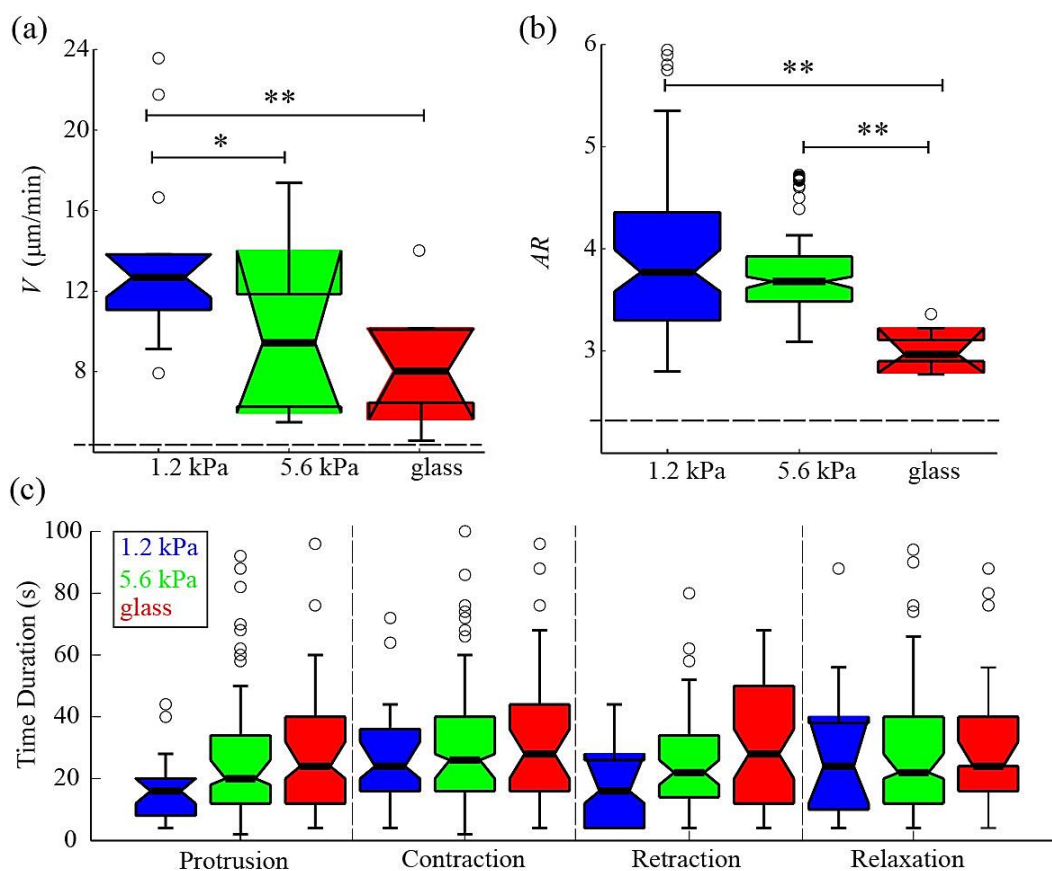 (a)
24
20
16
12
8
V (μm/min)
**
*
1.2 kPa 5.6 kPa glass
(b)
6
5
4
3
AR
**
**
1.2 kPa 5.6 kPa glass
(c)
100
80
60
40
20
0
Time Duration (s)
1.2 kPa
5.6 kPa
glass
Protrusion Contraction Retraction Relaxation